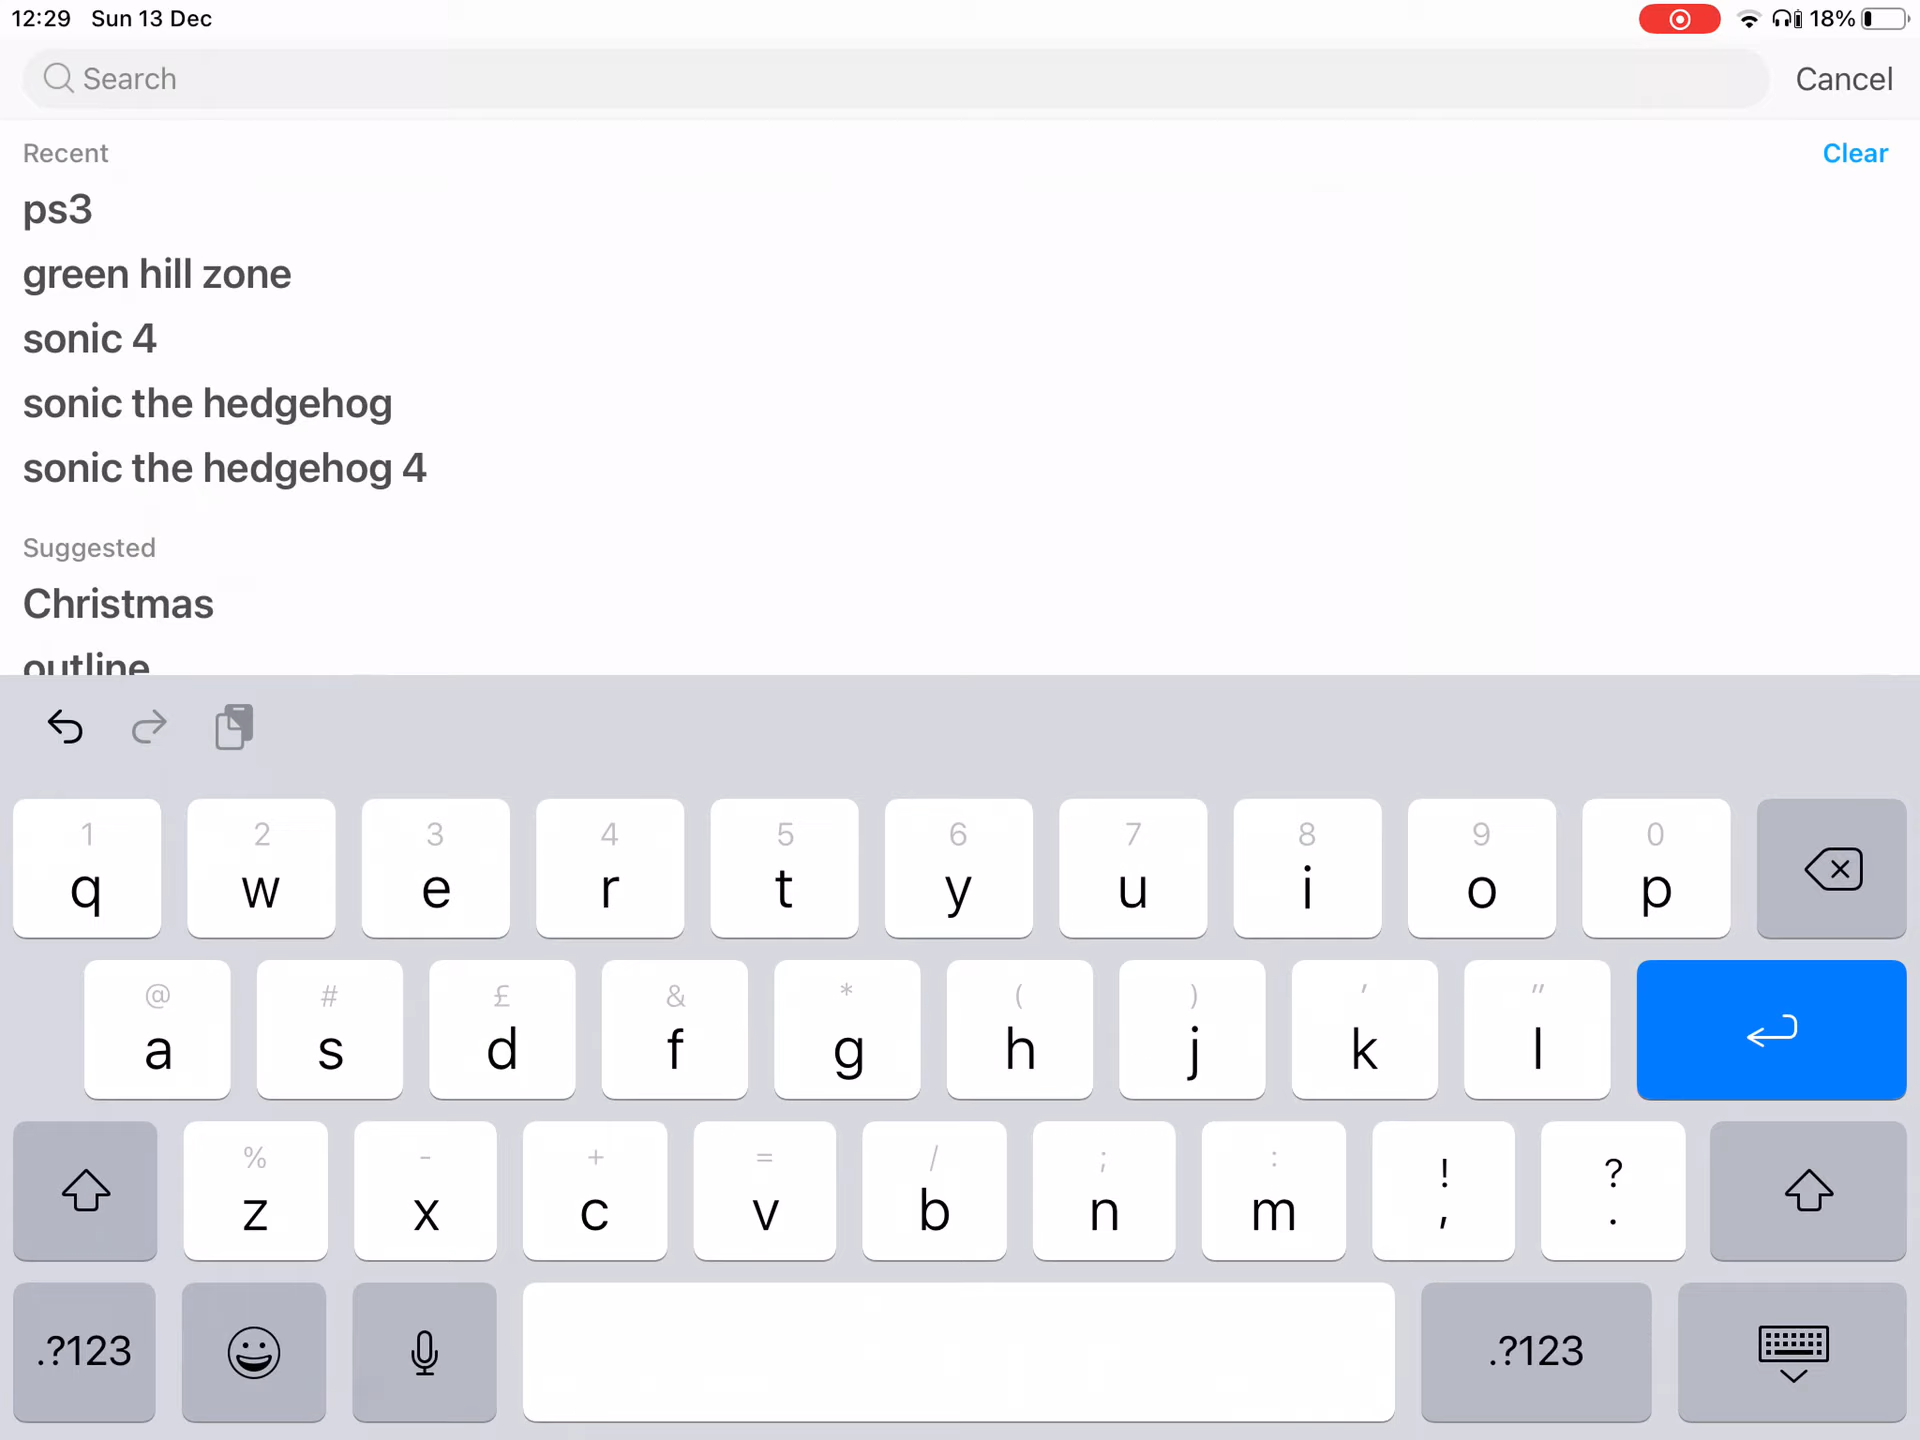 12:29 Sun 13 Dec 18%
Search Cancel
Recent Clear
ps3
green hill zone
sonic 4
sonic the hedgehog
sonic the hedgehog 4
Suggested
Christmas
outline
1 2 3 4 5 6 7 8 9 0
q w e r t y u i o p
@ # £ & * ( ) ' "
a s d f g h j k l
% - + = / ; : ! ?
z x c v b n m , .
.?123 .?123